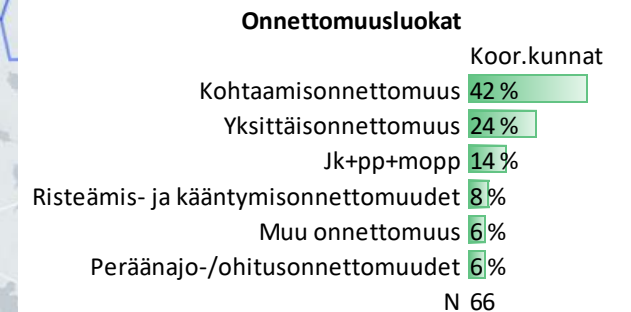 Onnettomuusluokat
Koor.kunnat
Kohtaamisonnettomuus 42 %
Yksittäisonnettomuus 24 %
Jk+pp+mopp 14 %
Risteämis- ja kääntymisonnettomuudet 8 %
Muu onnettomuus 6 %
Peräänajo-/ohitusonnettomuudet 6 %
N 66